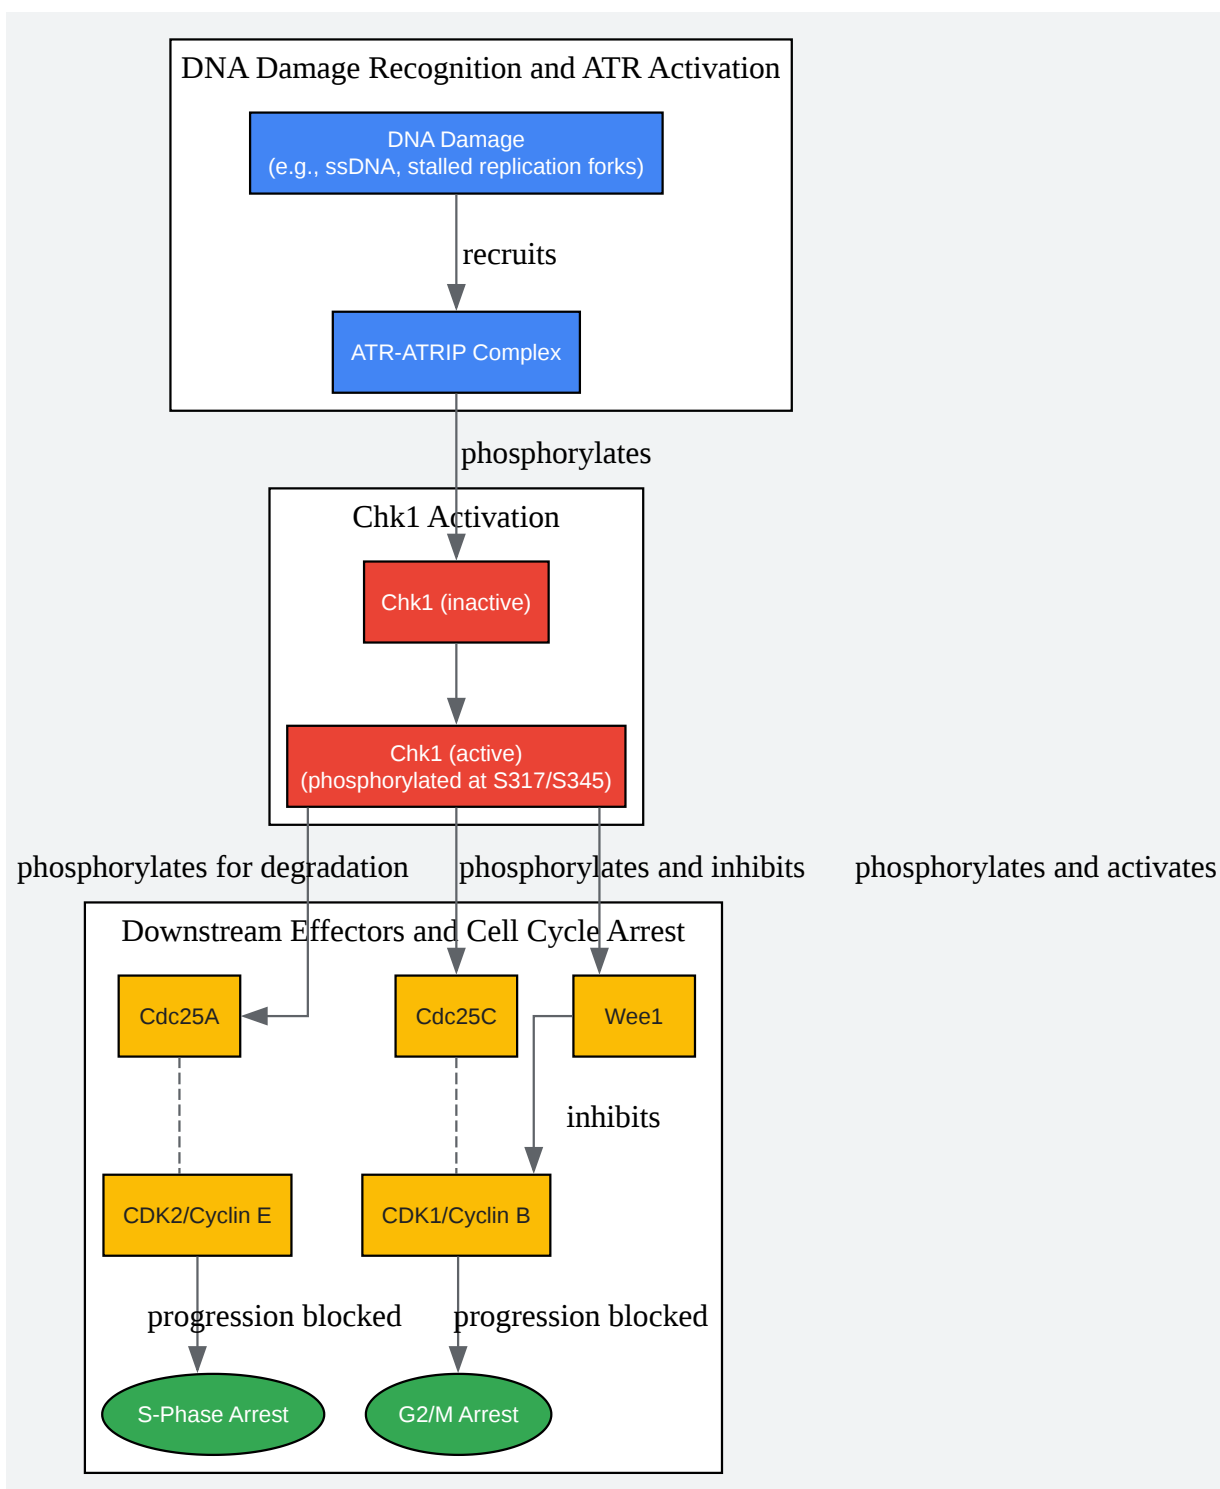 DNA Damage Recognition and ATR Activation
DNA Damage
(e.g., ssDNA, stalled replication forks)
recruits
ATR-ATRIP Complex
phosphorylates
Chk1 Activation
Chk1 (inactive)
Chk1 (active)
(phosphorylated at S317/S345)
phosphorylates for degradation
phosphorylates and inhibits
phosphorylates and activates
Downstream Effectors and Cell Cycle Arrest
Cdc25A
Cdc25C
Wee1
inhibits
CDK2/Cyclin E
CDK1/Cyclin B
progression blocked
progression blocked
S-Phase Arrest
G2/M Arrest